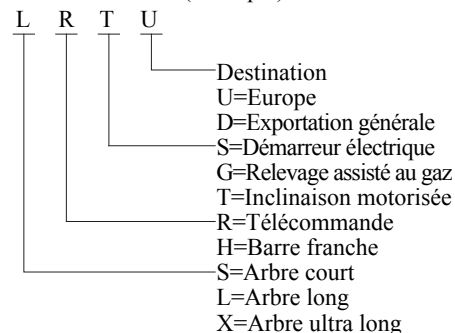 L R T U
Destination
U=Europe
D=Exportation générale
S=Démarreur électrique
G=Relevage assisté au gaz
T=Inclinaison motorisée
R=Télécommande
H=Barre franche
S=Arbre court
L=Arbre long
X=Arbre ultra long